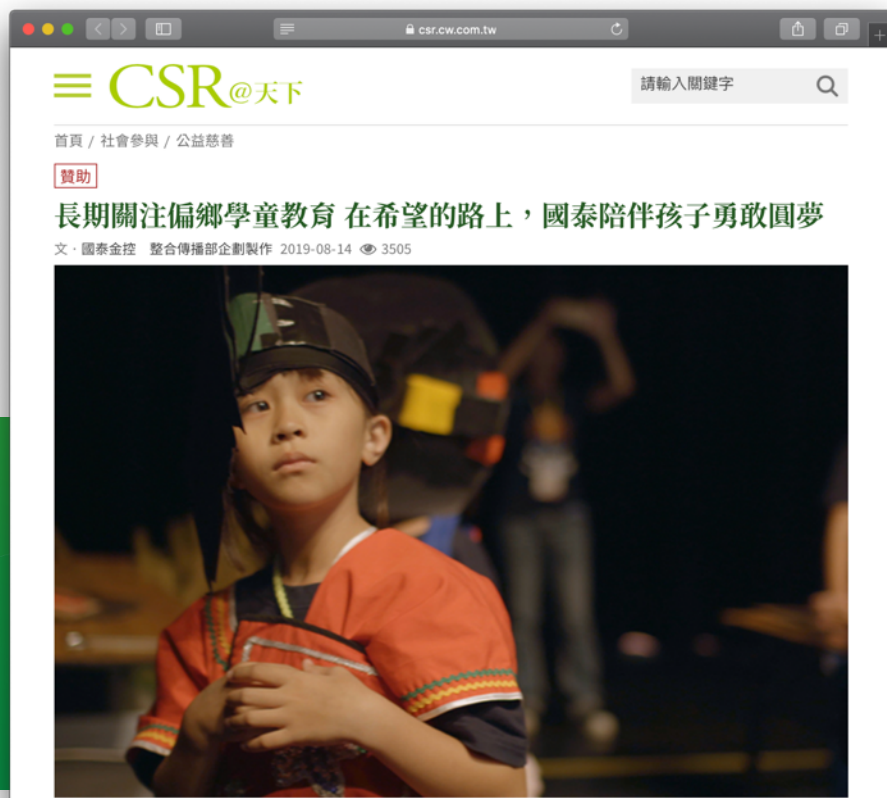 csr.cw.com.tw
CSR@天下
請輸入關鍵字
首頁 / 社會參與 / 公益慈善
贊助
長期關注偏鄉學童教育 在希望的路上，國泰陪伴孩子勇敢圓夢
文‧國泰金控　整合傳播部企劃製作 2019-08-14 3505